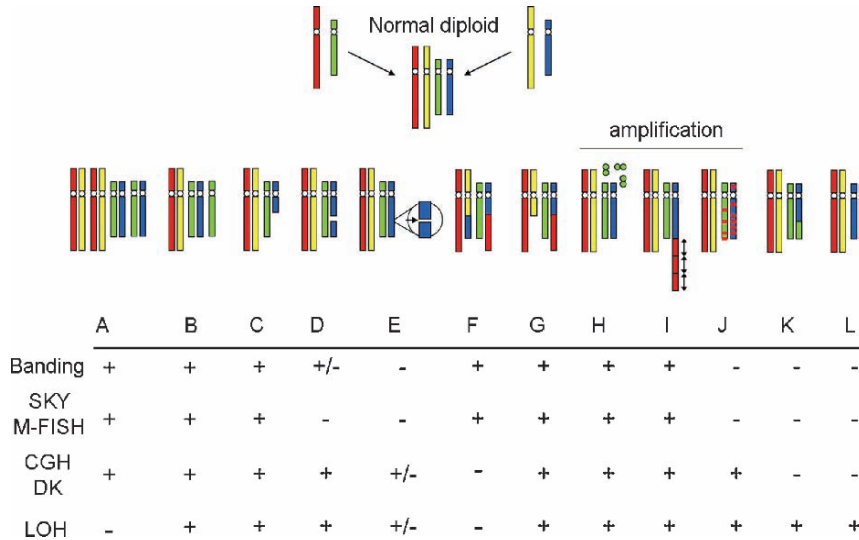 Normal diploid
amplification
A B C D E F G H I J K L
Banding + + + +/- - + + + + - - -
SKY
M-FISH + + + - - + + + + - - -
CGH
DK + + + + +/- - + + + + - -
LOH - + + + +/- - + + + + + +